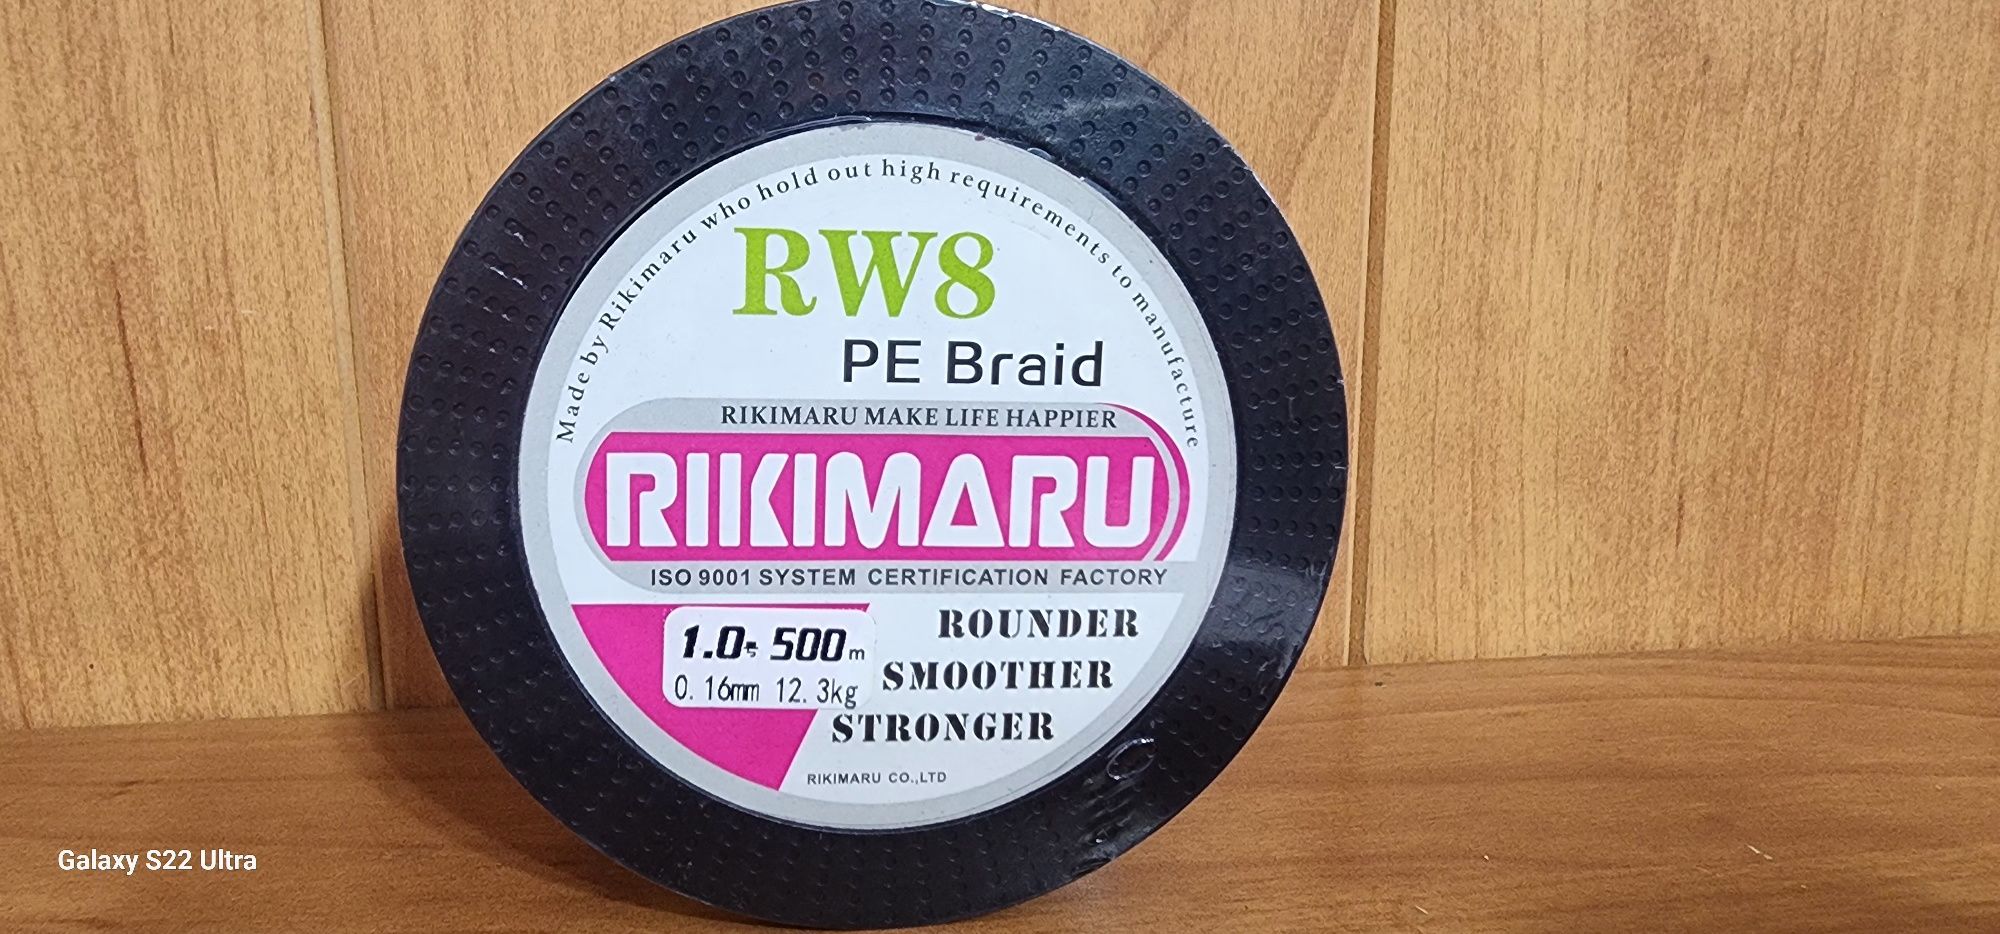 Made by Rikimaru who hold out high requirements to manufacture
RW8
PE Braid
RIKIMARU MAKE LIFE HAPPIER
RIKIMARU
ISO 9001 SYSTEM CERTIFICATION FACTORY
1.0号 500m
0.16mm 12.3kg
ROUNDER
SMOOTHER
STRONGER
RIKIMARU CO.,LTD
Galaxy S22 Ultra